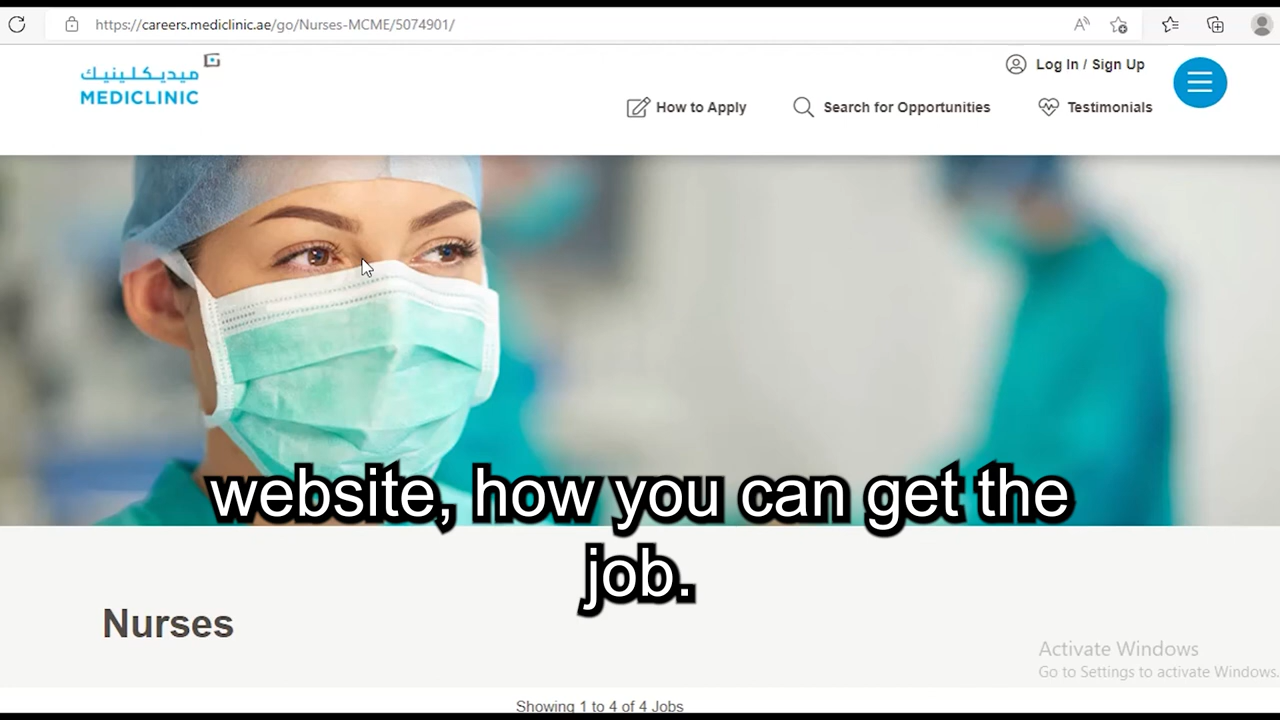 https://careers.mediclinic.ae/go/Nurses-MCME/5074901/
ميديكلينيك
MEDICLINIC
Log In / Sign Up
How to Apply
Search for Opportunities
Testimonials
website, how you can get the
job.
Nurses
Activate Windows
Go to Settings to activate Windows.
Showing 1 to 4 of 4 Jobs